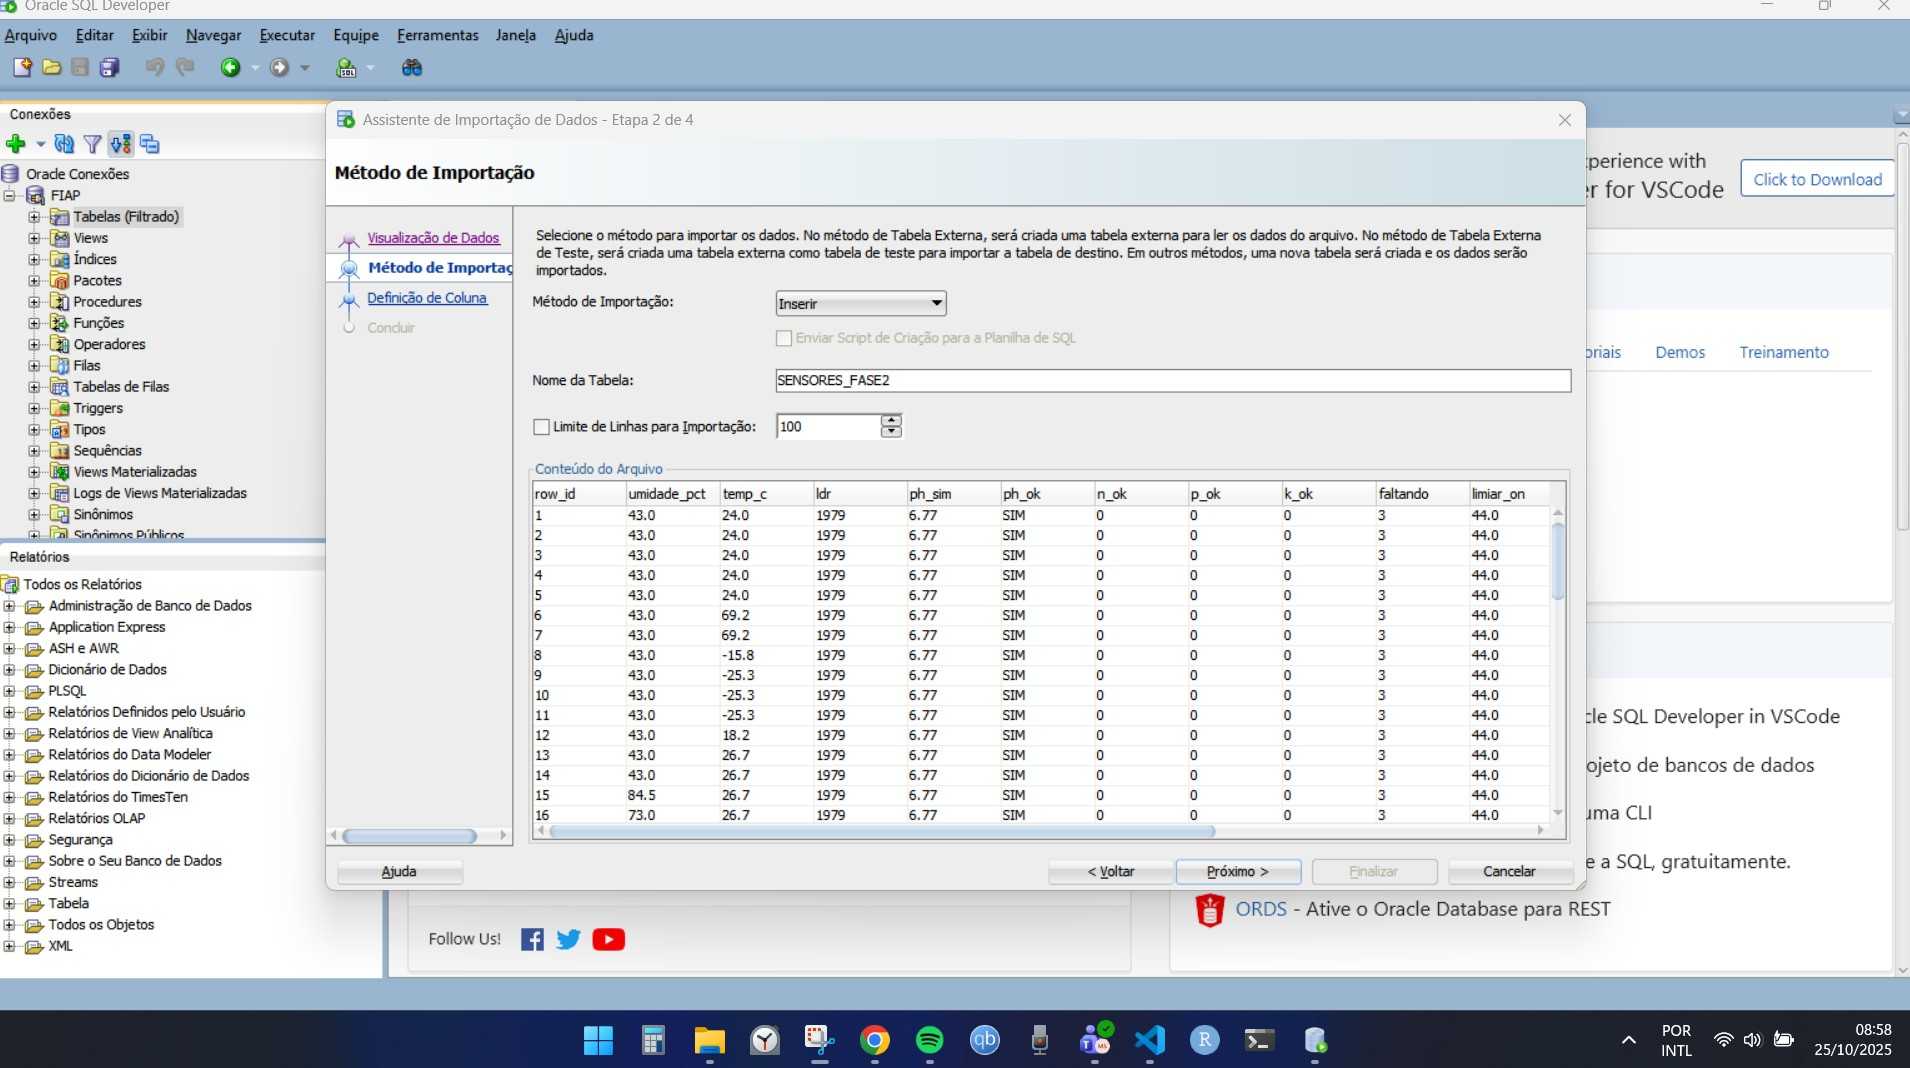 Oracle SQL Developer
Arquivo Editar Exibir Navegar Executar Equipe Ferramentas Janela Ajuda
Conexões
Oracle Conexões
FIAP
Tabelas (Filtrado)
Views
Índices
Pacotes
Procedures
Funções
Operadores
Filas
Tabelas de Filas
Triggers
Tipos
Sequências
Views Materializadas
Logs de Views Materializadas
Sinônimos
Sinônimos Públicos
Relatórios
Todos os Relatórios
Administração de Banco de Dados
Application Express
ASH e AWR
Dicionário de Dados
PLSQL
Relatórios Definidos pelo Usuário
Relatórios de View Analítica
Relatórios do Data Modeler
Relatórios do Dicionário de Dados
Relatórios do TimesTen
Relatórios OLAP
Segurança
Sobre o Seu Banco de Dados
Streams
Tabela
Todos os Objetos
XML
Assistente de Importação de Dados - Etapa 2 de 4
Método de Importação
Visualização de Dados
Método de Importaç
Definição de Coluna
Concluir
Selecione o método para importar os dados. No método de Tabela Externa, será criada uma tabela externa para ler os dados do arquivo. No método de Tabela Externa
de Teste, será criada uma tabela externa como tabela de teste para importar a tabela de destino. Em outros métodos, uma nova tabela será criada e os dados serão
importados.
Método de Importação: Inserir
Enviar Script de Criação para a Planilha de SQL
Nome da Tabela: SENSORES_FASE2
Limite de Linhas para Importação: 100
Conteúdo do Arquivo
row_id umidade_pct temp_c ldr ph_sim ph_ok n_ok p_ok k_ok faltando limiar_on
1 43.0 24.0 1979 6.77 SIM 0 0 0 3 44.0
2 43.0 24.0 1979 6.77 SIM 0 0 0 3 44.0
3 43.0 24.0 1979 6.77 SIM 0 0 0 3 44.0
4 43.0 24.0 1979 6.77 SIM 0 0 0 3 44.0
5 43.0 24.0 1979 6.77 SIM 0 0 0 3 44.0
6 43.0 69.2 1979 6.77 SIM 0 0 0 3 44.0
7 43.0 69.2 1979 6.77 SIM 0 0 0 3 44.0
8 43.0 -15.8 1979 6.77 SIM 0 0 0 3 44.0
9 43.0 -25.3 1979 6.77 SIM 0 0 0 3 44.0
10 43.0 -25.3 1979 6.77 SIM 0 0 0 3 44.0
11 43.0 -25.3 1979 6.77 SIM 0 0 0 3 44.0
12 43.0 18.2 1979 6.77 SIM 0 0 0 3 44.0
13 43.0 26.7 1979 6.77 SIM 0 0 0 3 44.0
14 43.0 26.7 1979 6.77 SIM 0 0 0 3 44.0
15 84.5 26.7 1979 6.77 SIM 0 0 0 3 44.0
16 73.0 26.7 1979 6.77 SIM 0 0 0 3 44.0
Ajuda < Voltar Próximo > Finalizar Cancelar
perience with
er for VSCode
Click to Download
oriais Demos Treinamento
cle SQL Developer in VSCode
ojeto de bancos de dados
uma CLI
e a SQL, gratuitamente.
ORDS - Ative o Oracle Database para REST
Follow Us!
SQL
qb
R
POR
INTL
08:58
25/10/2025